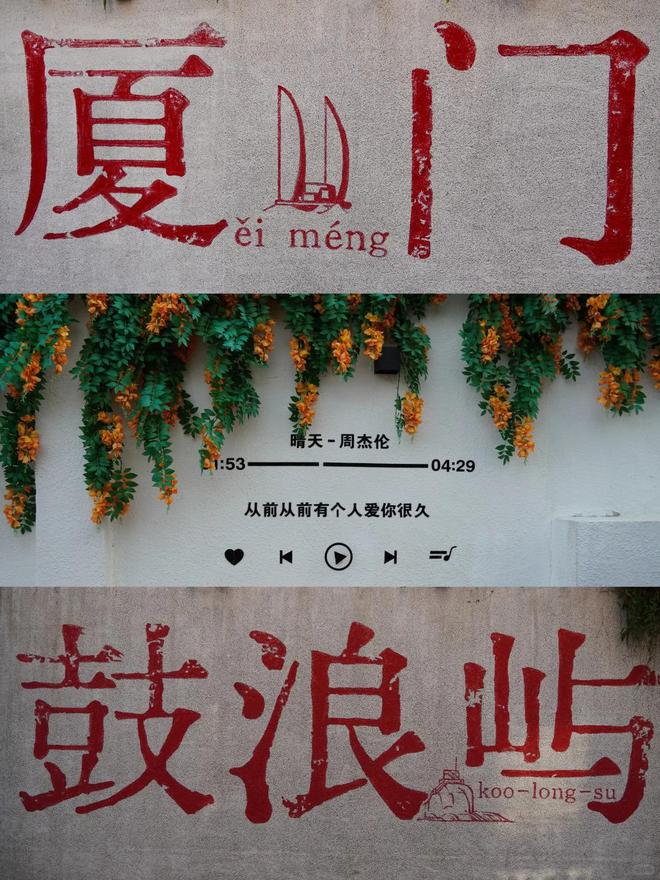 厦门
ěi méng
晴天-周杰伦
1:53 04:29
从前从前有个人爱你很久
鼓浪屿
koo-long-su